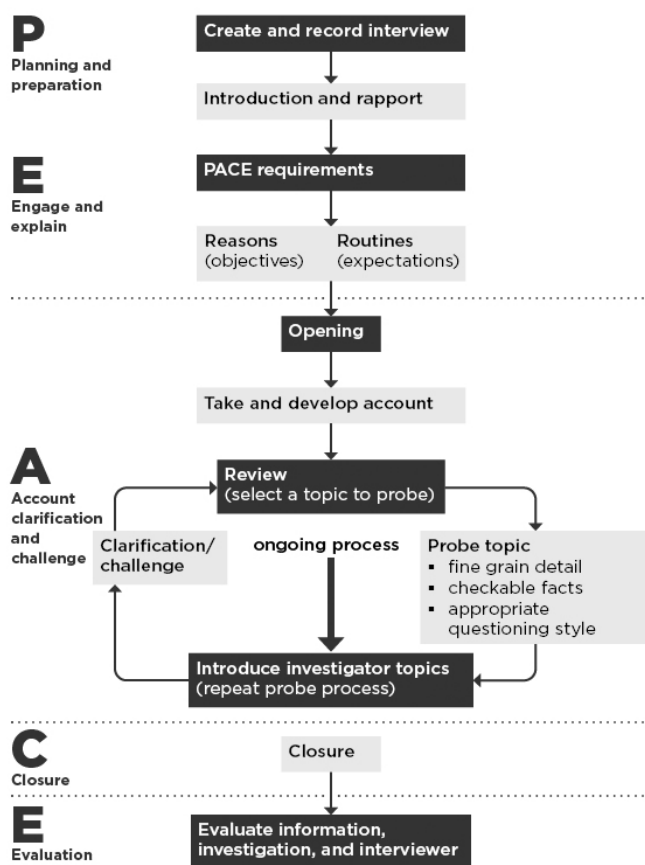 P
Planning and
preparation
Create and record interview
Introduction and rapport
E
Engage and
explain
PACE requirements
Reasons
(objectives)
Routines
(expectations)
Opening
Take and develop account
A
Account
clarification
and
challenge
Review
(select a topic to probe)
Clarification/
challenge
ongoing process
Probe topic
▪ fine grain detail
▪ checkable facts
▪ appropriate
questioning style
Introduce investigator topics
(repeat probe process)
C
Closure
Closure
E
Evaluation
Evaluate information,
investigation, and interviewer